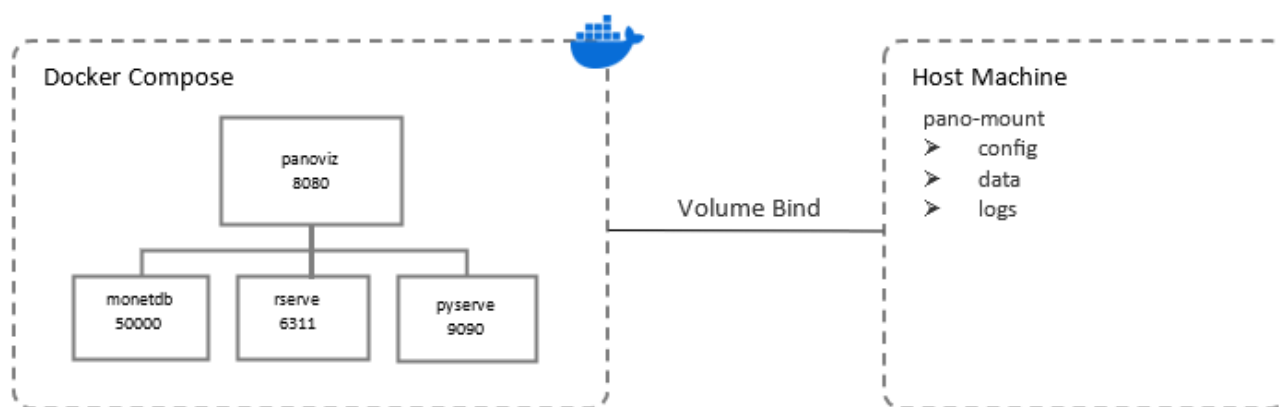 Docker Compose
panoviz
8080
monetdb
50000
rserve
6311
pyserve
9090
Volume Bind
Host Machine
pano-mount
➤ config
➤ data
➤ logs